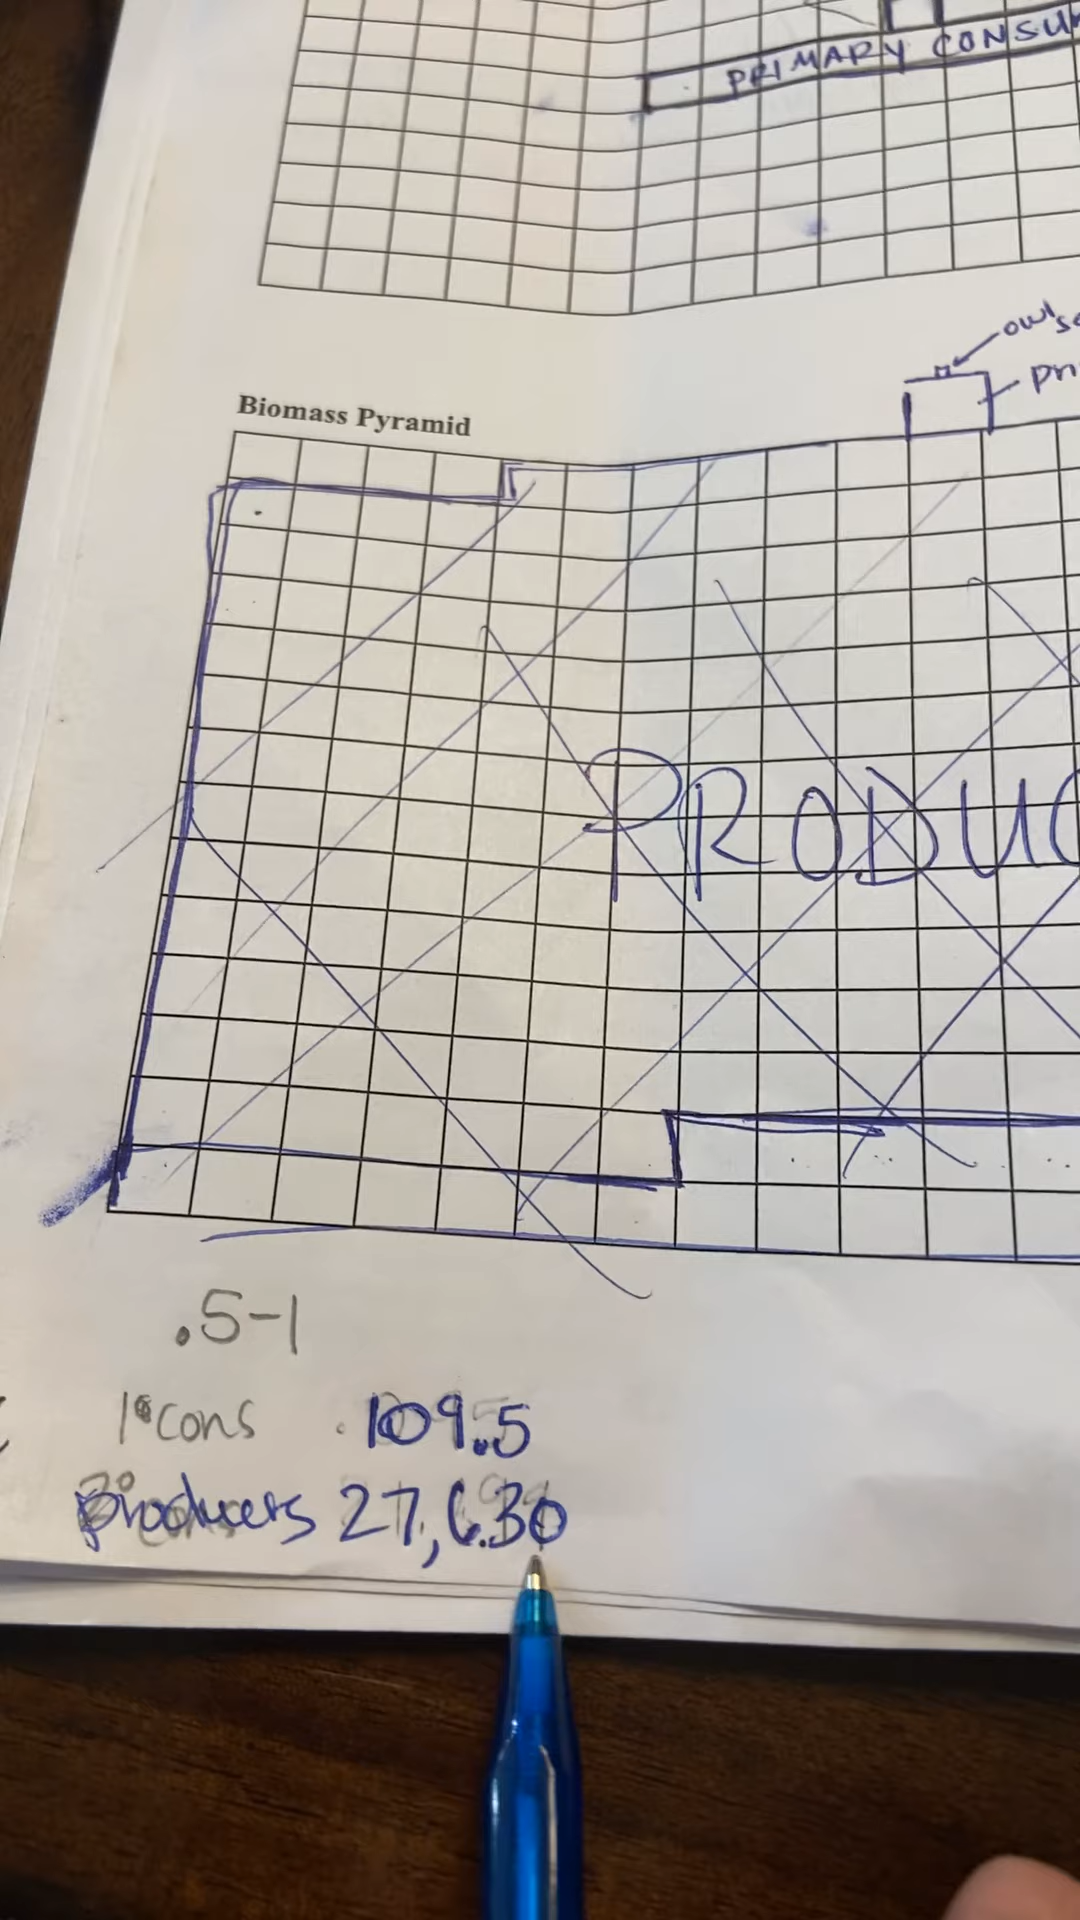 PRIMARY CONSU
owl
Biomass Pyramid
PRODUC
.5-1
1° cons 109.5
Producers 27,630